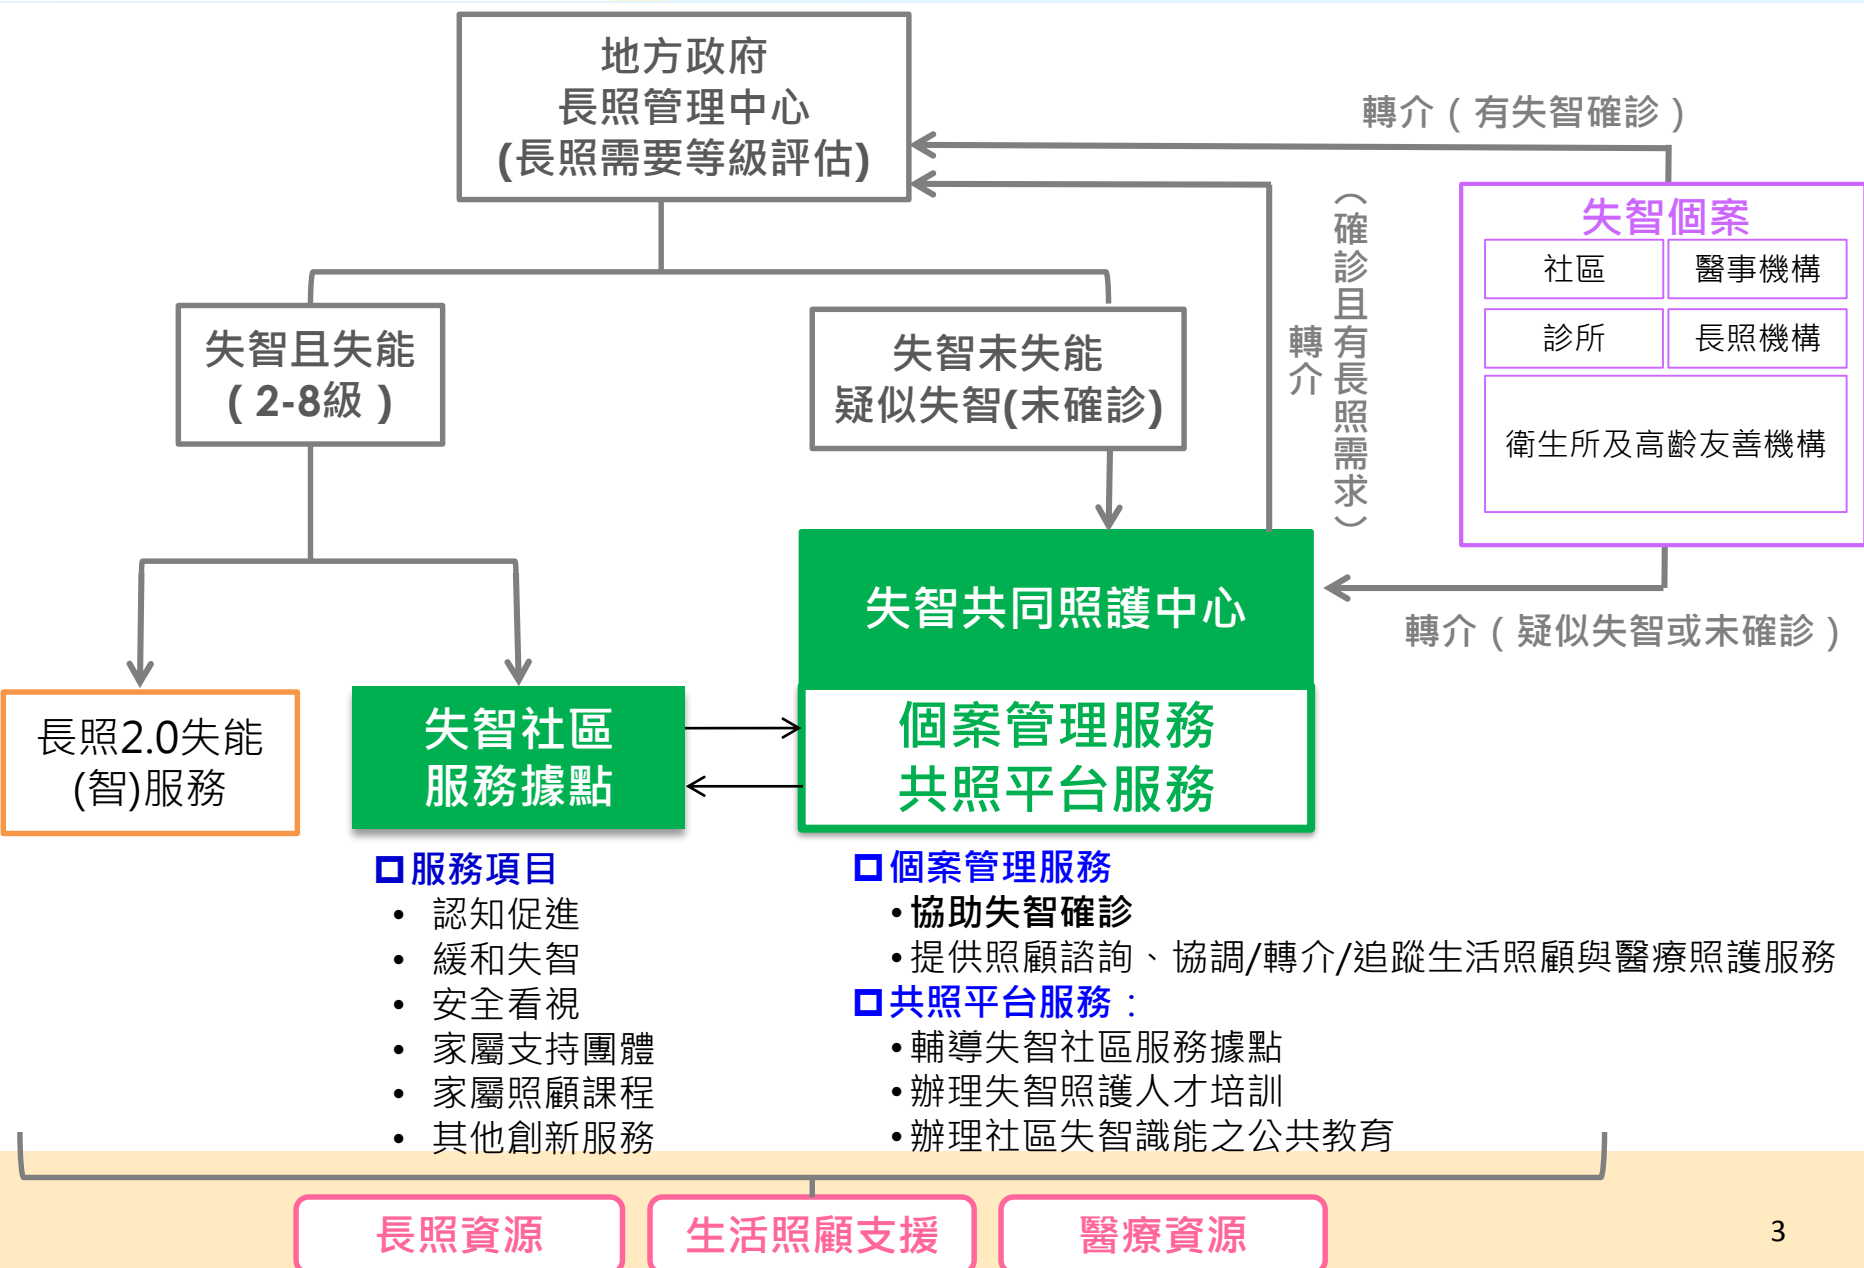 地方政府
長照管理中心
(長照需要等級評估)
轉介（有失智確診）
失智個案
社區
醫事機構
診所
長照機構
衛生所及高齡友善機構
轉介
（確診且有長照需求）
失智且失能
（2-8級）
失智未失能
疑似失智(未確診)
失智共同照護中心
轉介（疑似失智或未確診）
長照2.0失能
(智)服務
失智社區
服務據點
個案管理服務
共照平台服務
服務項目
• 認知促進
• 緩和失智
• 安全看視
• 家屬支持團體
• 家屬照顧課程
• 其他創新服務
個案管理服務
•協助失智確診
•提供照顧諮詢、協調/轉介/追蹤生活照顧與醫療照護服務
共照平台服務：
•輔導失智社區服務據點
•辦理失智照護人才培訓
•辦理社區失智識能之公共教育
長照資源
生活照顧支援
醫療資源
3